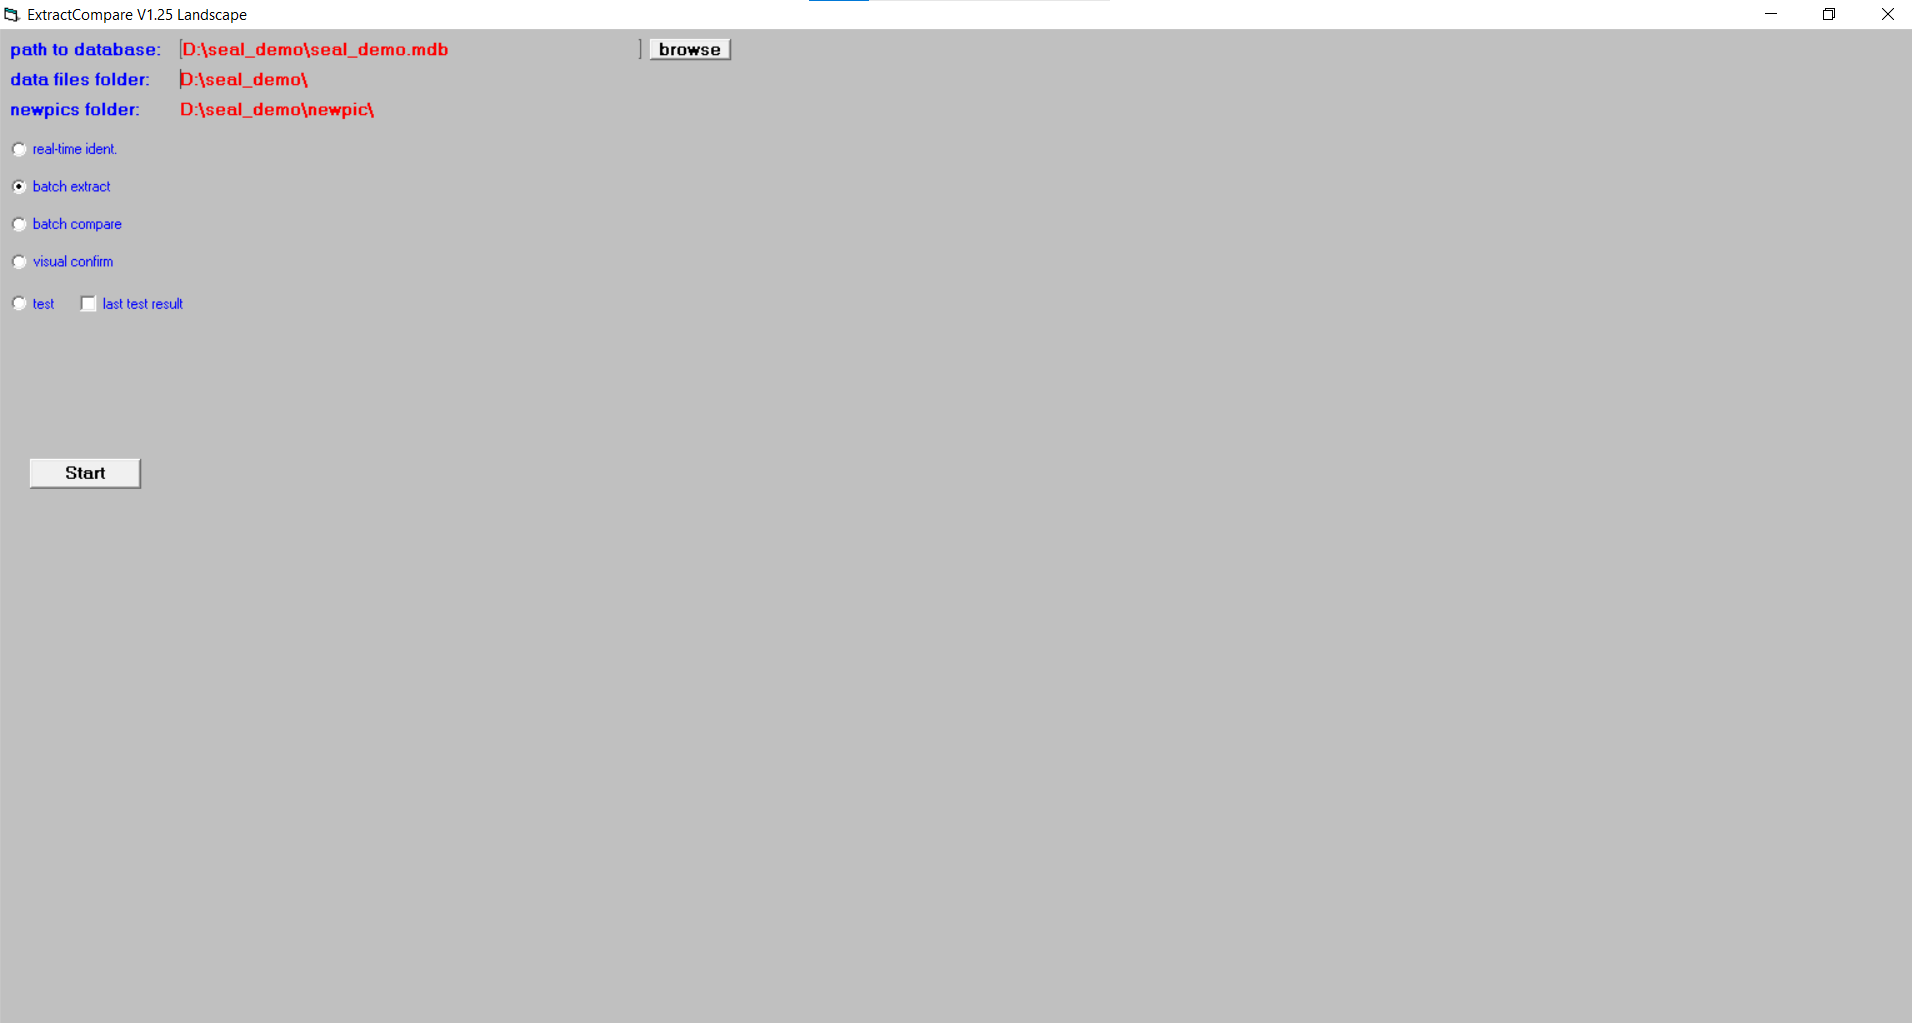 ExtractCompare V1.25 Landscape
path to database: [D:\seal_demo\seal_demo.mdb ] browse
data files folder: D:\seal_demo\
newpics folder: D:\seal_demo\newpic\
real-time ident.
batch extract
batch compare
visual confirm
test last test result
Start